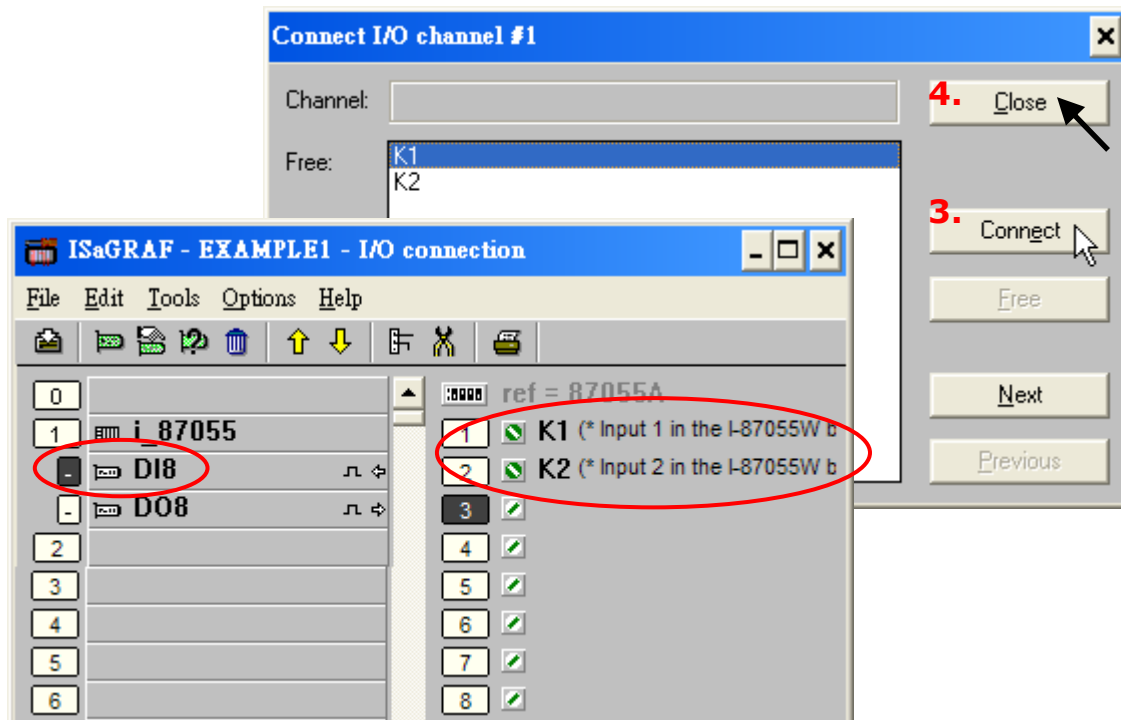 Connect I/O channel #1
Channel:
4. Close
Free:
K1
K2
3. Connect
Free
Next
Previous
ISaGRAF - EXAMPLE1 - I/O connection
File Edit Tools Options Help
0
1 i_87055
- DI8
- DO8
2
3
4
5
6
ref = 87055A
1 K1 (* Input 1 in the I-87055W b
2 K2 (* Input 2 in the I-87055W b
3
4
5
6
7
8